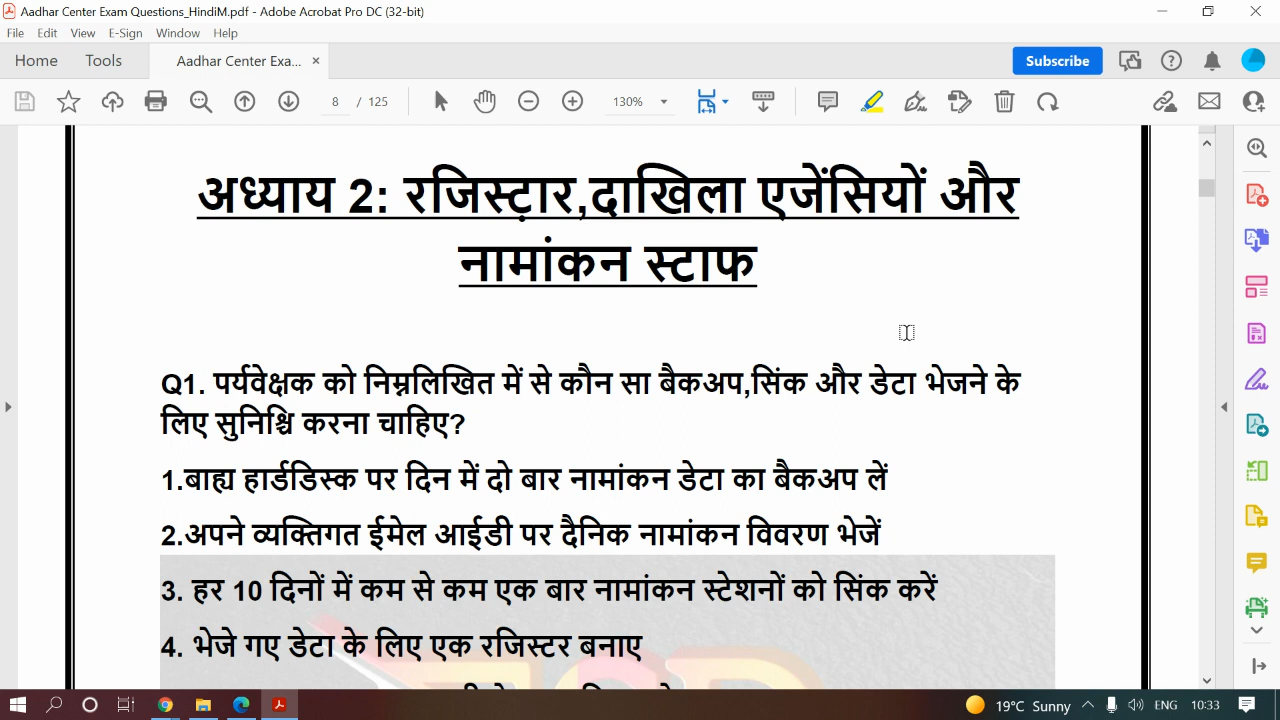 Aadhar Center Exam Questions_HindiM.pdf - Adobe Acrobat Pro DC (32-bit)
File Edit View E-Sign Window Help
Home Tools Aadhar Center Exa... × Subscribe
8 / 125 130%
अध्याय 2: रजिस्ट़ार,दाखिला एजेंसियों और
नामांकन स्टाफ
Q1. पर्यवेक्षक को निम्नलिखित में से कौन सा बैकअप,सिंक और डेटा भेजने के
लिए सुनिश्चि करना चाहिए?
1.बाह्य हार्डडिस्क पर दिन में दो बार नामांकन डेटा का बैकअप लें
2.अपने व्यक्तिगत ईमेल आईडी पर दैनिक नामांकन विवरण भेजें
3. हर 10 दिनों में कम से कम एक बार नामांकन स्टेशनों को सिंक करें
4. भेजे गए डेटा के लिए एक रजिस्टर बनाए
19°C Sunny ENG 10:33